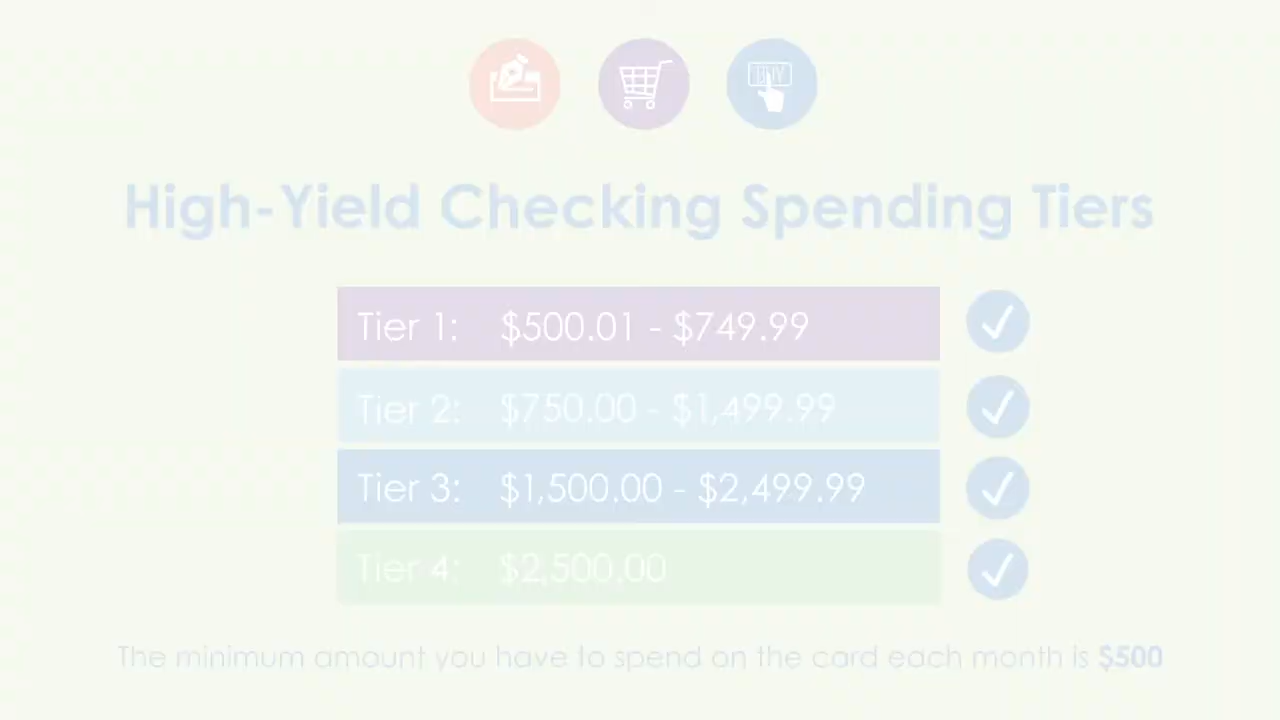 BUY
High-Yield Checking Spending Tiers
Tier 1: $500.01 - $749.99
Tier 2: $750.00 - $1,499.99
Tier 3: $1,500.00 - $2,499.99
Tier 4: $2,500.00
The minimum amount you have to spend on the card each month is $500